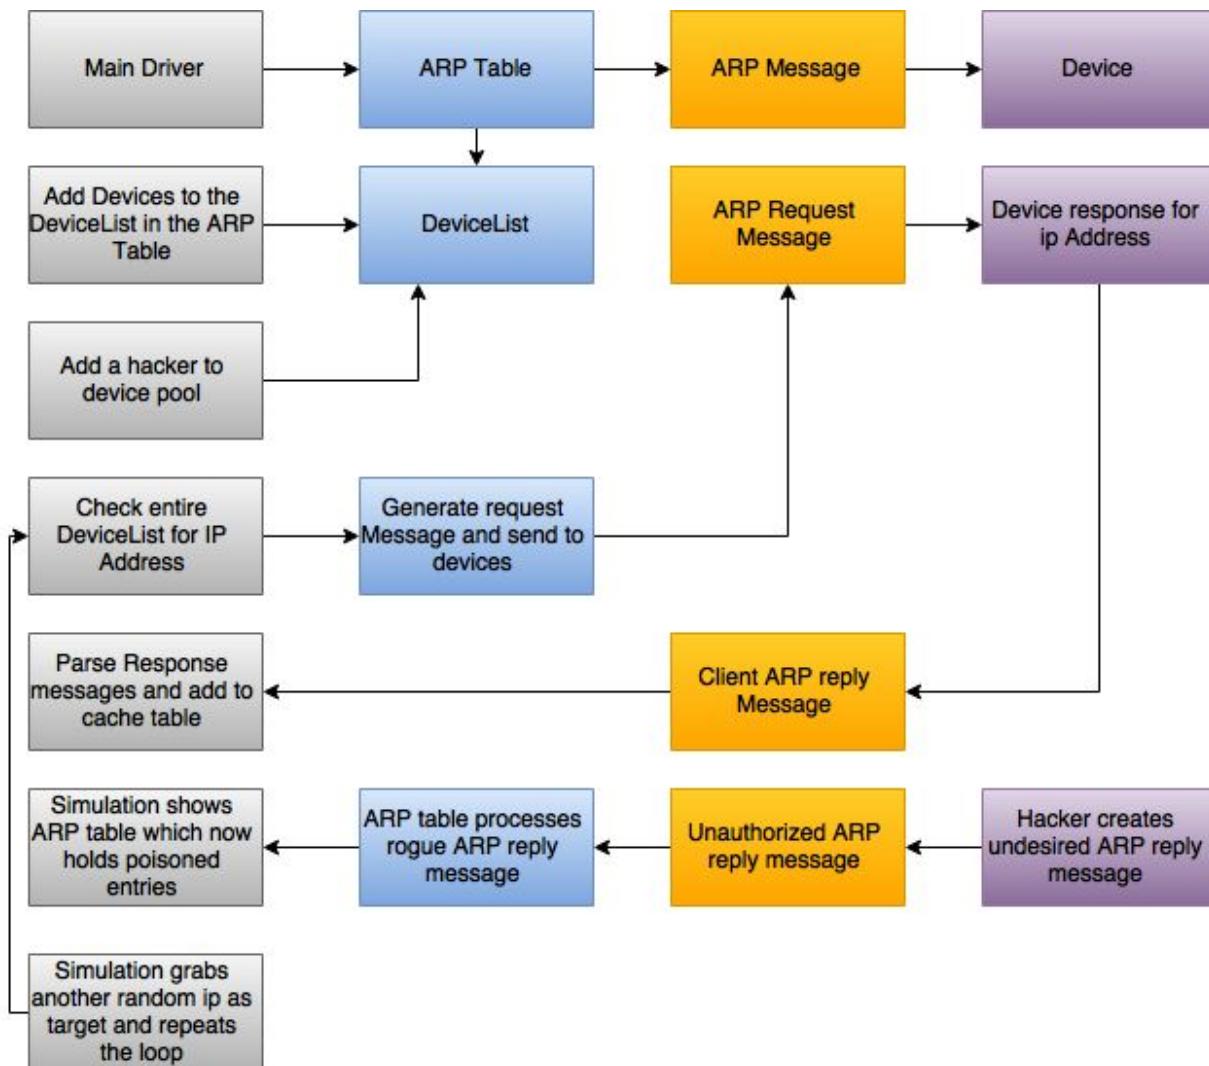 Main Driver
ARP Table
ARP Message
Device
Add Devices to the
DeviceList in the ARP
Table
DeviceList
ARP Request
Message
Device response for
ip Address
Add a hacker to
device pool
Check entire
DeviceList for IP
Address
Generate request
Message and send to
devices
Parse Response
messages and add to
cache table
Client ARP reply
Message
Simulation shows
ARP table which now
holds poisoned
entries
ARP table processes
rogue ARP reply
message
Unauthorized ARP
reply message
Hacker creates
undesired ARP reply
message
Simulation grabs
another random ip as
target and repeats
the loop